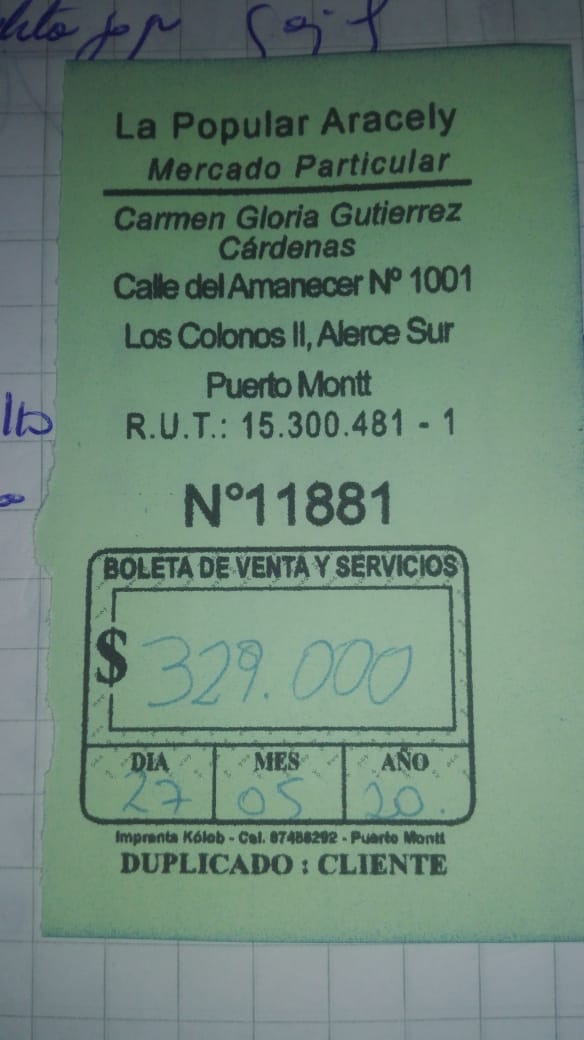 La Popular Aracely
Mercado Particular
Carmen Gloria Gutierrez
Cárdenas
Calle del Amanecer Nº 1001
Los Colonos II, Alerce Sur
Puerto Montt
R.U.T.: 15.300.481 - 1
N°11881
BOLETA DE VENTA Y SERVICIOS
$ 329.000
DIA MES AÑO
27 05 20.
Imprenta Kólob - Cel. 87488292 - Puerto Montt
DUPLICADO : CLIENTE